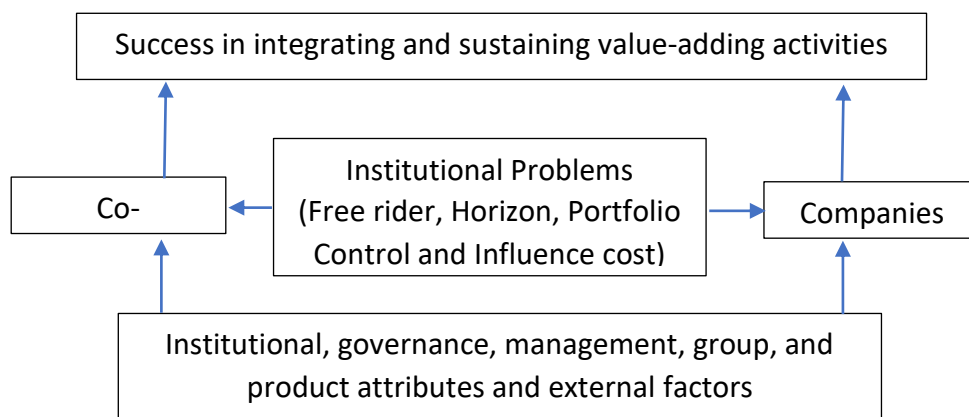 Success in integrating and sustaining value-adding activities
Institutional Problems
(Free rider, Horizon, Portfolio
Control and Influence cost)
Co-
Companies
Institutional, governance, management, group, and
product attributes and external factors